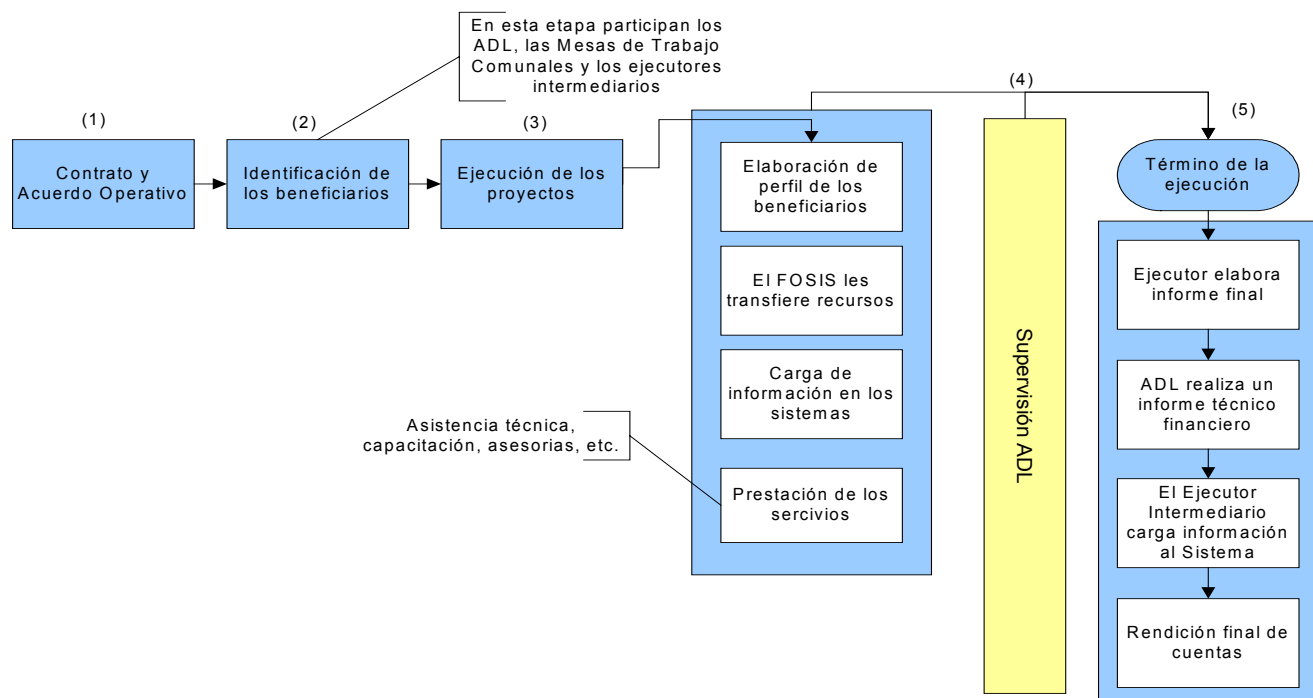 En esta etapa participan los
ADL, las Mesas de Trabajo
Comunales y los ejecutores
intermediarios
(1)
Contrato y
Acuerdo Operativo
(2)
Identificación de
los beneficiarios
(3)
Ejecución de los
proyectos
Elaboración de
perfil de los
beneficiarios
El FOSIS les
transfiere recursos
Carga de
información en los
sistemas
Asistencia técnica,
capacitación, asesorias, etc.
Prestación de los
sercivios
(4)
Supervisión ADL
(5)
Término de la
ejecución
Ejecutor elabora
informe final
ADL realiza un
informe técnico
financiero
El Ejecutor
Intermediario
carga información
al Sistema
Rendición final de
cuentas